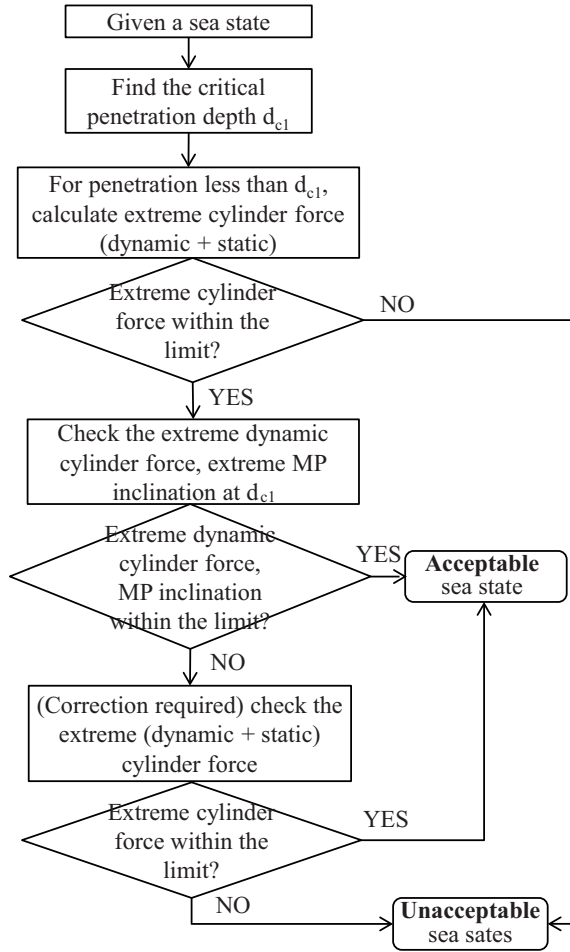 Given a sea state
Find the critical
penetration depth d_c1
For penetration less than d_c1,
calculate extreme cylinder force
(dynamic + static)
Extreme cylinder
force within the
limit?
NO
YES
Check the extreme dynamic
cylinder force, extreme MP
inclination at d_c1
Extreme dynamic
cylinder force,
MP inclination
within the limit?
YES
Acceptable
sea state
NO
(Correction required) check the
extreme (dynamic + static)
cylinder force
Extreme cylinder
force within the
limit?
YES
NO
Unacceptable
sea sates